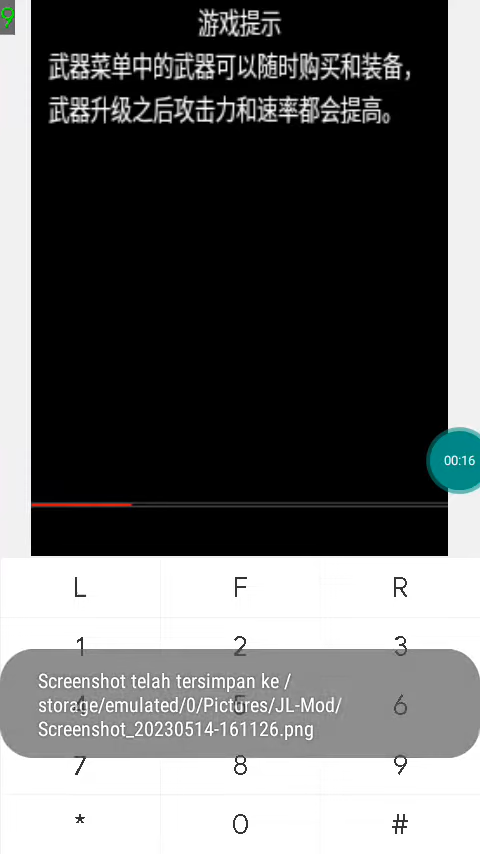 9
游戏提示
武器菜单中的武器可以随时购买和装备，
武器升级之后攻击力和速率都会提高。
00:16
L F R
1 2 3
Screenshot telah tersimpan ke /
storage/emulated/0/Pictures/JL-Mod/
Screenshot_20230514-161126.png
4 5 6
7 8 9
* 0 #